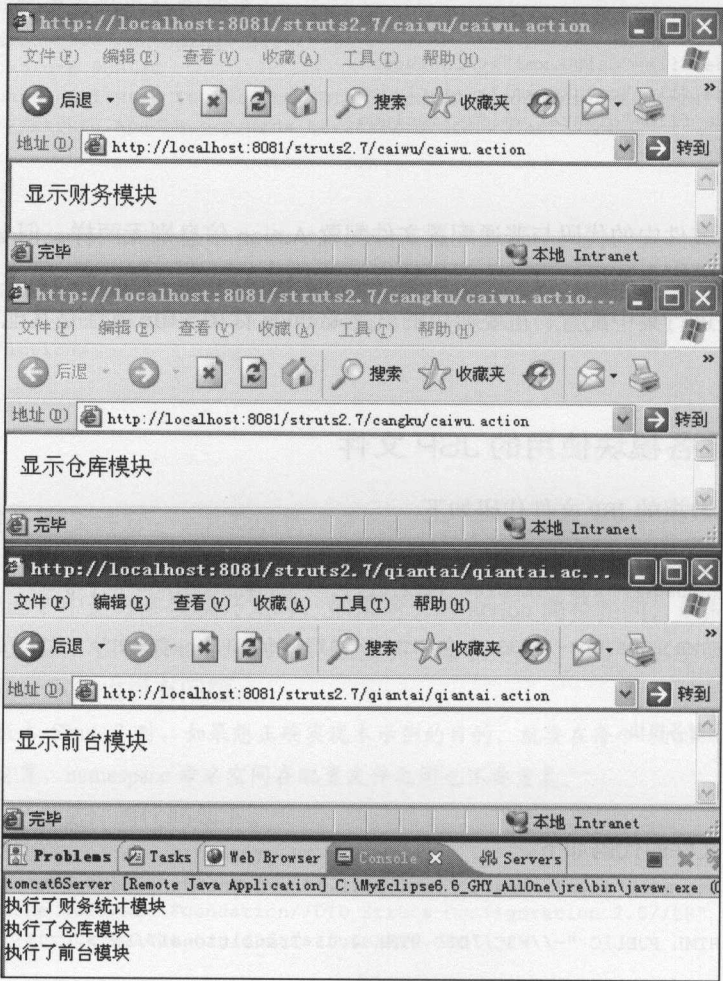 http://localhost:8081/struts2.7/caiwu/caiwu.action
文件(F) 编辑(E) 查看(V) 收藏(A) 工具(T) 帮助(H)
后退 搜索 收藏夹 »
地址(D) http://localhost:8081/struts2.7/caiwu/caiwu.action 转到
显示财务模块
完毕 本地 Intranet
http://localhost:8081/struts2.7/cangku/caiwu.actio...
文件(F) 编辑(E) 查看(V) 收藏(A) 工具(T) 帮助(H)
后退 搜索 收藏夹 »
地址(D) http://localhost:8081/struts2.7/cangku/caiwu.action 转到
显示仓库模块
完毕 本地 Intranet
http://localhost:8081/struts2.7/qiantai/qiantai.ac...
文件(F) 编辑(E) 查看(V) 收藏(A) 工具(T) 帮助(H)
后退 搜索 收藏夹 »
地址(D) http://localhost:8081/struts2.7/qiantai/qiantai.action 转到
显示前台模块
完毕 本地 Intranet
Problems Tasks Web Browser Console Servers
tomcat6Server [Remote Java Application] C:\MyEclipse6.6_GHY_AllOne\jre\bin\javaw.exe
执行了财务统计模块
执行了仓库模块
执行了前台模块